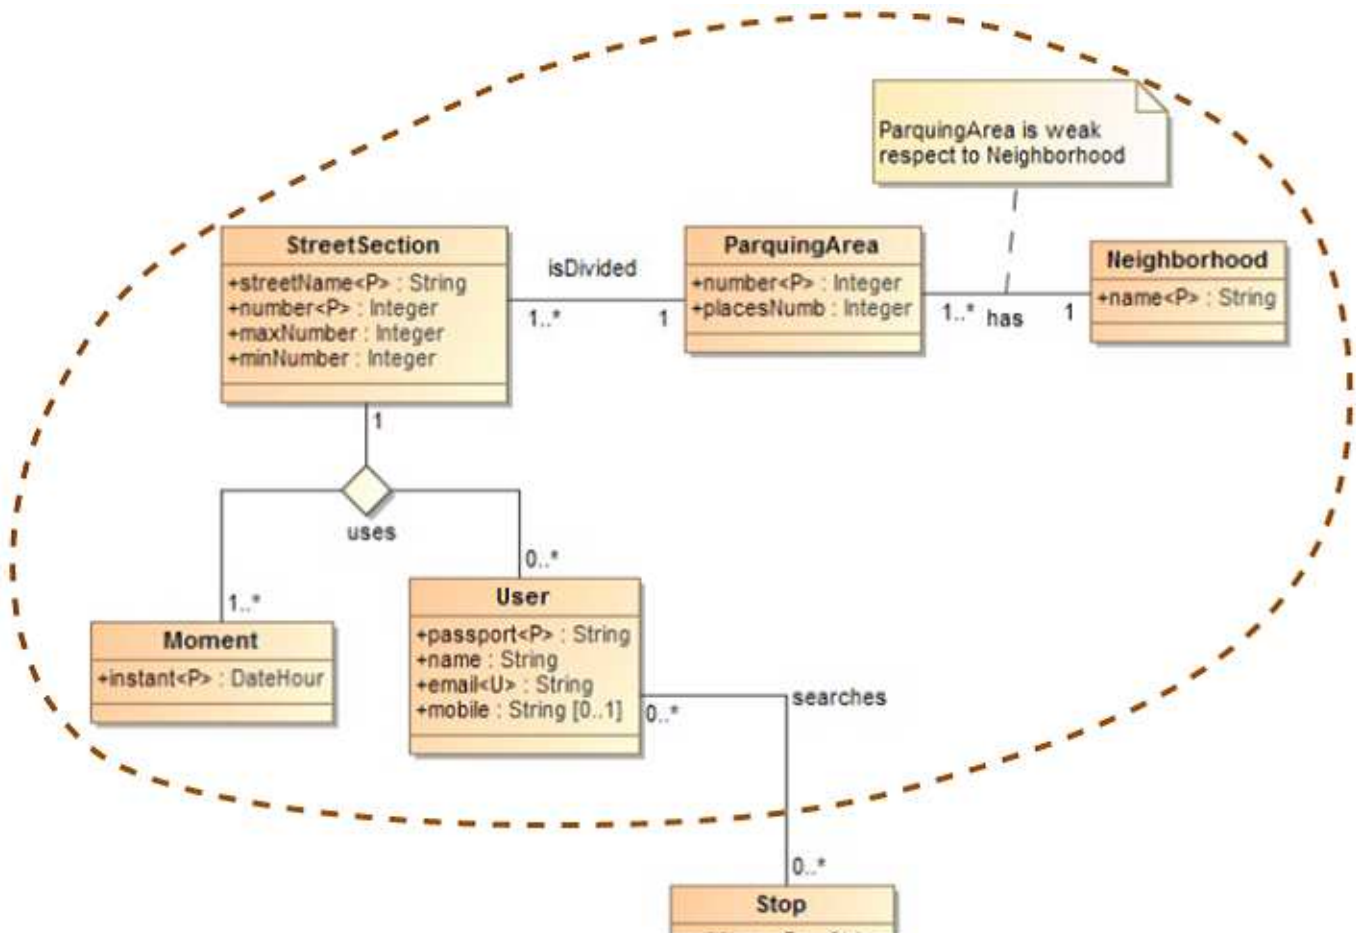 ParquingArea is weak
respect to Neighborhood
StreetSection
+streetName<P> : String
+number<P> : Integer
+maxNumber : Integer
+minNumber : Integer
isDivided
1..*
1
ParquingArea
+number<P> : Integer
+placesNumb : Integer
1..*
has
1
Neighborhood
+name<P> : String
1
uses
1..*
0..*
Moment
+instant<P> : DateHour
User
+passport<P> : String
+name : String
+email<U> : String
+mobile : String [0..1]
0..*
searches
0..*
Stop